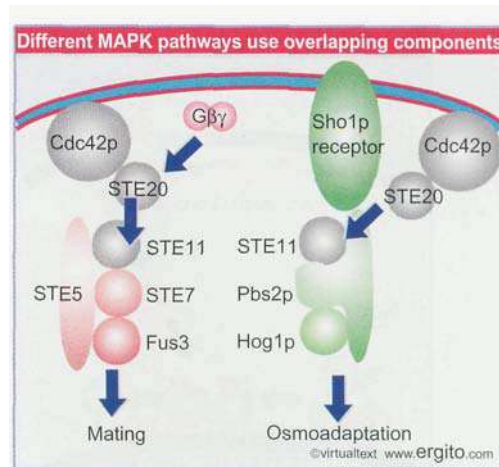 Different MAPK pathways use overlapping components
Cdc42p
Gβγ
STE20
STE11
STE5
STE7
Fus3
Mating
Sho1p
receptor
Cdc42p
STE20
STE11
Pbs2p
Hog1p
Osmoadaptation
©virtualtext www.ergito.com